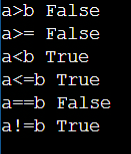 a>b False
a>= False
a<b True
a<=b True
a==b False
a!=b True